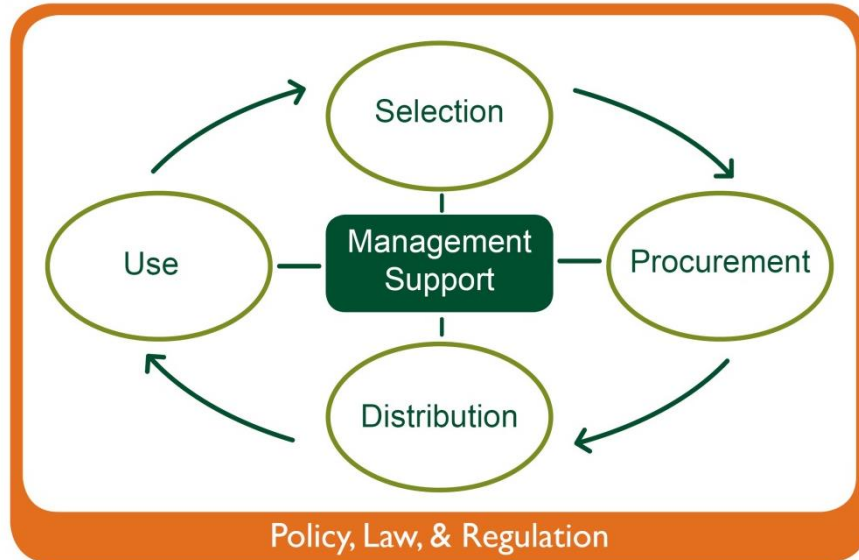 Selection
Use
Management
Support
Procurement
Distribution
Policy, Law, & Regulation